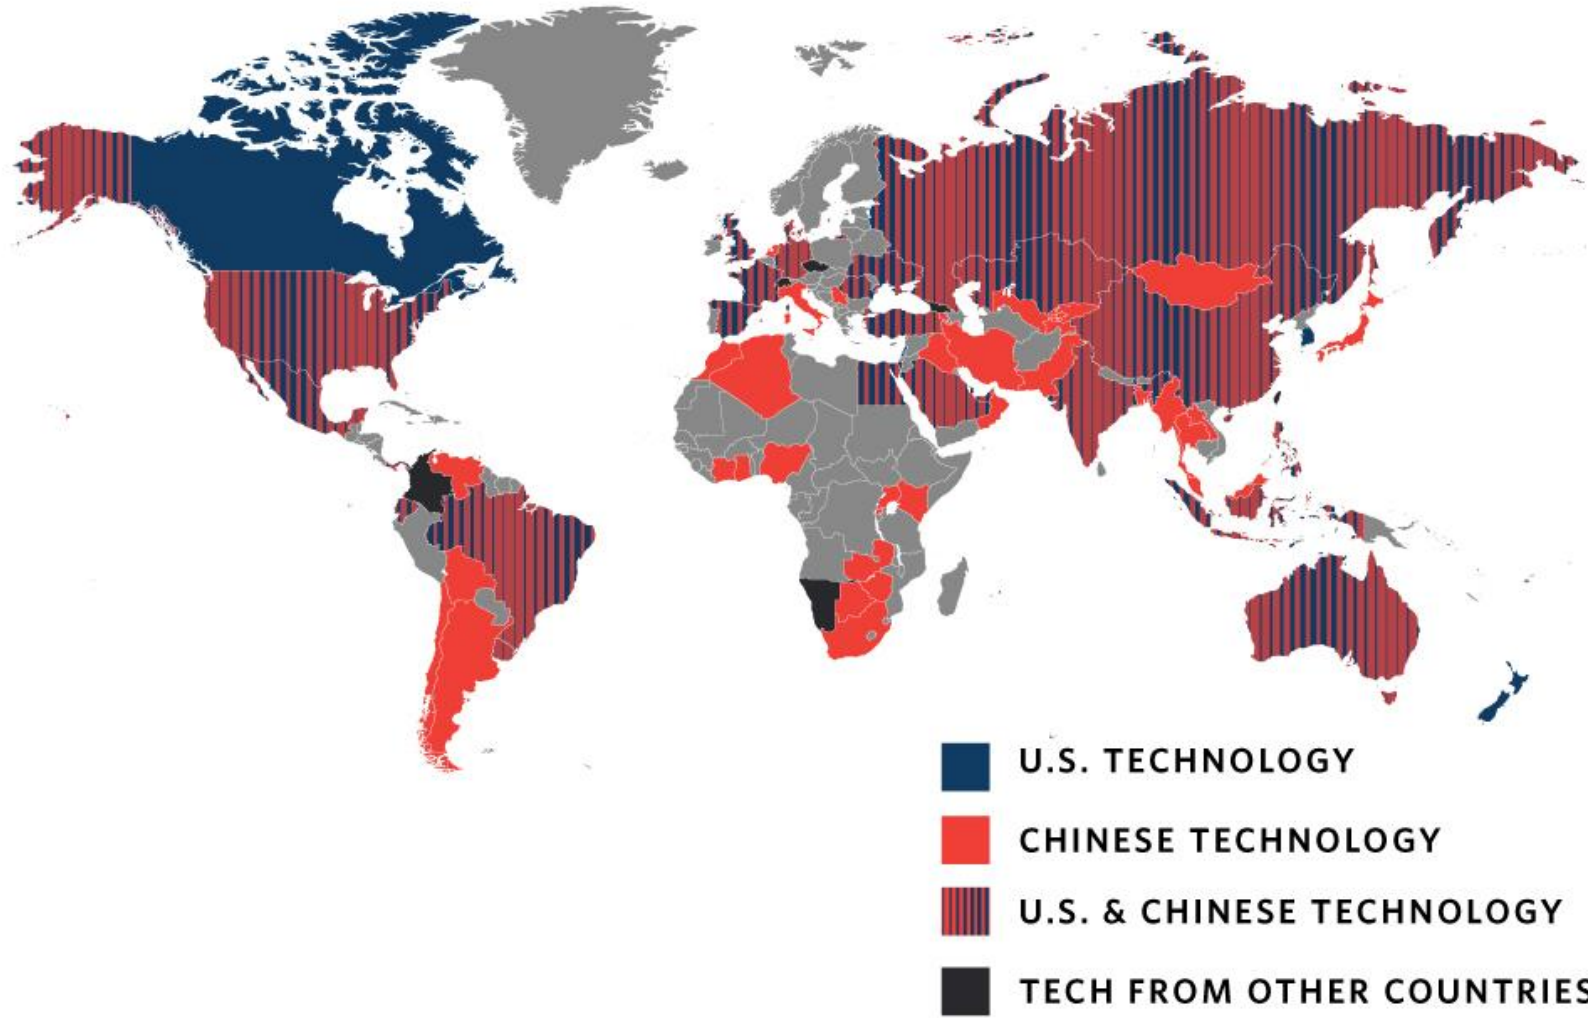 U.S. TECHNOLOGY
CHINESE TECHNOLOGY
U.S. & CHINESE TECHNOLOGY
TECH FROM OTHER COUNTRIES